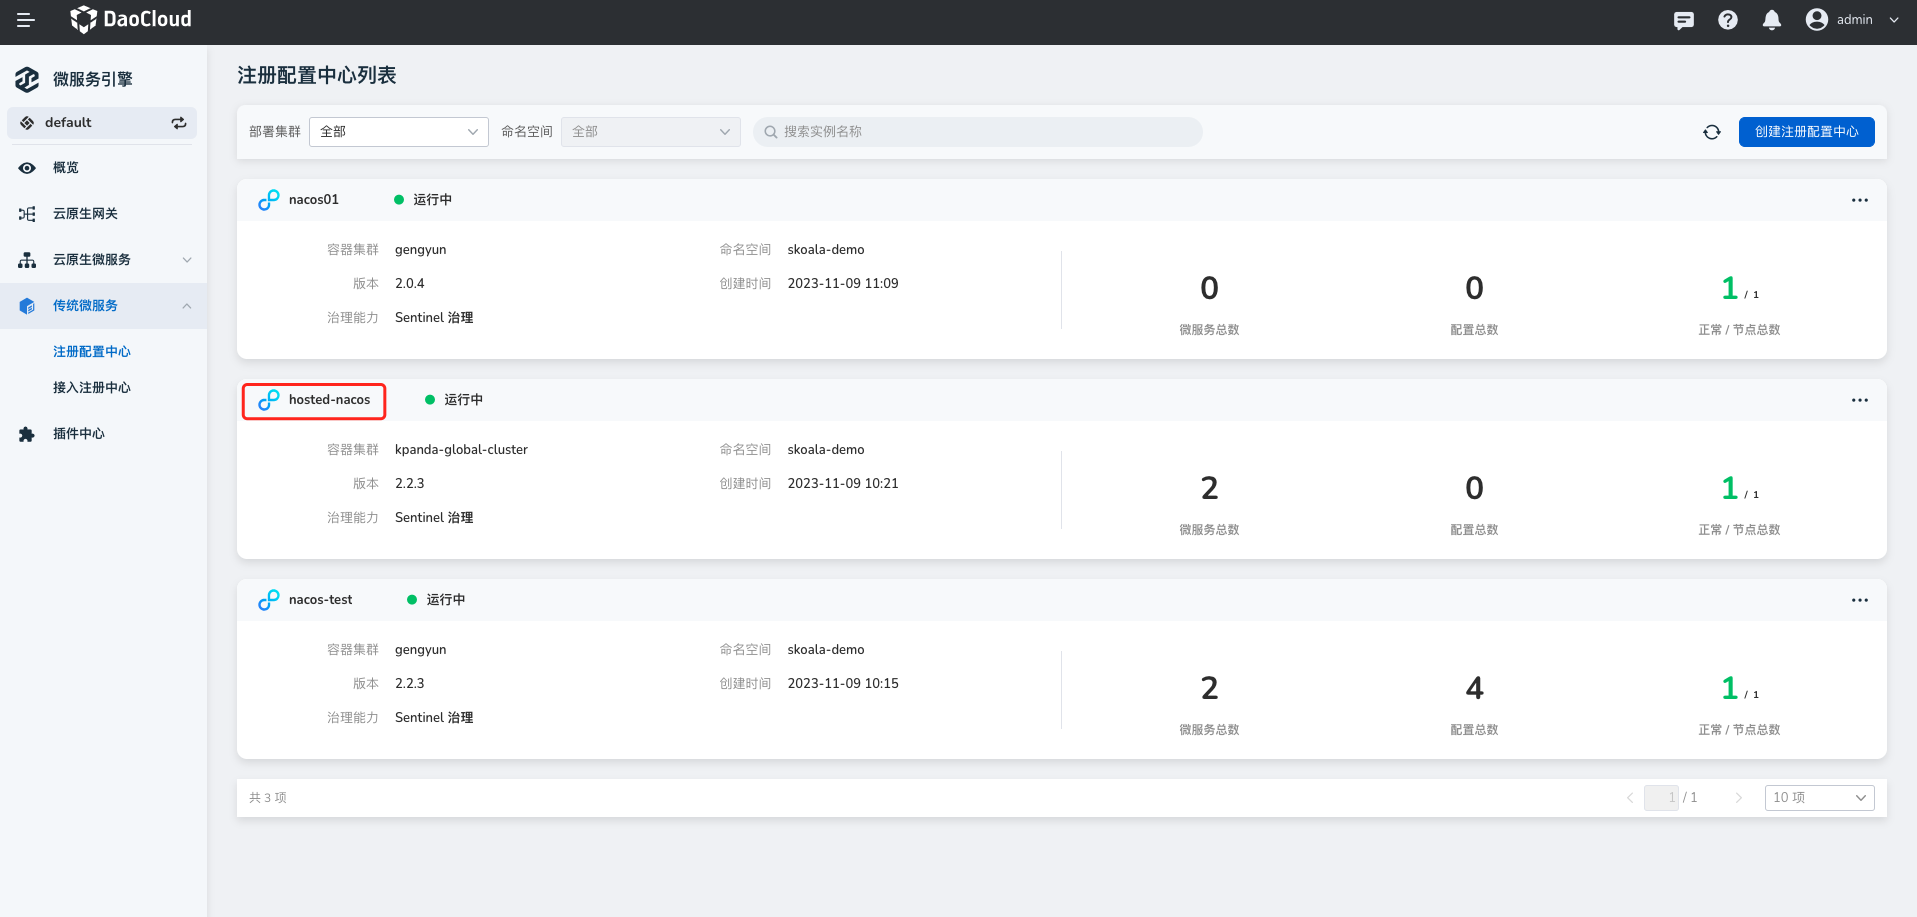 DaoCloud
admin
微服务引擎
default
概览
云原生网关
云原生微服务
传统微服务
注册配置中心
接入注册中心
插件中心
注册配置中心列表
部署集群 全部 命名空间 全部 搜索实例名称 创建注册配置中心
nacos01 运行中
容器集群 gengyun 命名空间 skoala-demo
版本 2.0.4 创建时间 2023-11-09 11:09
治理能力 Sentinel 治理
0 0 1 / 1
微服务总数 配置总数 正常 / 节点总数
hosted-nacos 运行中
容器集群 kpanda-global-cluster 命名空间 skoala-demo
版本 2.2.3 创建时间 2023-11-09 10:21
治理能力 Sentinel 治理
2 0 1 / 1
微服务总数 配置总数 正常 / 节点总数
nacos-test 运行中
容器集群 gengyun 命名空间 skoala-demo
版本 2.2.3 创建时间 2023-11-09 10:15
治理能力 Sentinel 治理
2 4 1 / 1
微服务总数 配置总数 正常 / 节点总数
共 3 项 1 / 1 10 项